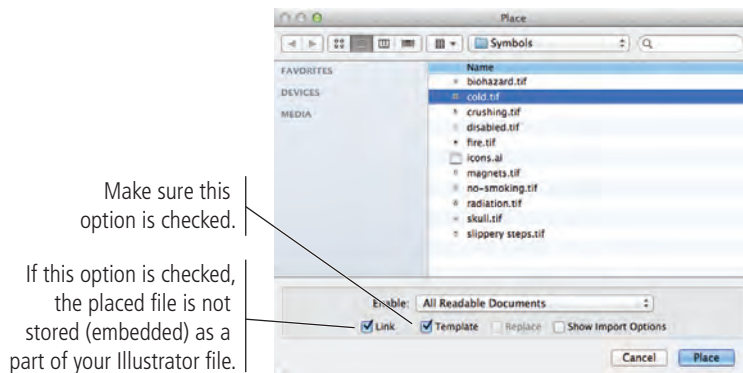 Place
Symbols
FAVORITES
DEVICES
MEDIA
Name
biohazard.tif
cold.tif
crushing.tif
disabled.tif
fire.tif
icons.ai
magnets.tif
no-smoking.tif
radiation.tif
skull.tif
slippery steps.tif
Make sure this
option is checked.
If this option is checked,
the placed file is not
stored (embedded) as a
part of your Illustrator file.
Enable: All Readable Documents
Link Template Replace Show Import Options
Cancel Place